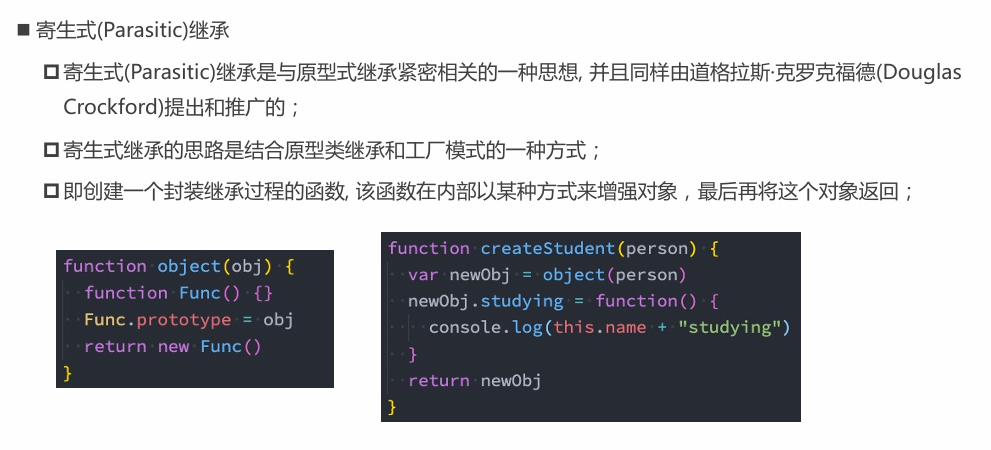 寄生式(Parasitic)继承
寄生式(Parasitic)继承是与原型式继承紧密相关的一种思想, 并且同样由道格拉斯·克罗克福德(Douglas
Crockford)提出和推广的；
寄生式继承的思路是结合原型类继承和工厂模式的一种方式；
即创建一个封装继承过程的函数, 该函数在内部以某种方式来增强对象，最后再将这个对象返回；
function object(obj) {
  function Func() {}
  Func.prototype = obj
  return new Func()
}
function createStudent(person) {
  var newObj = object(person)
  newObj.studying = function() {
    console.log(this.name + "studying")
  }
  return newObj
}